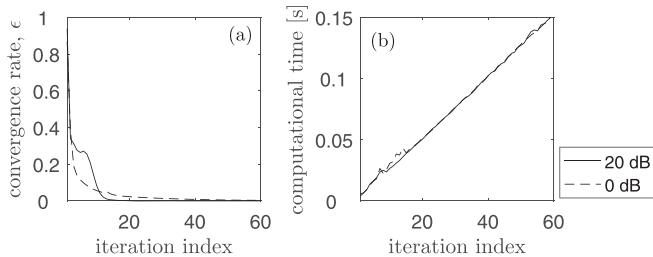 convergence rate, ϵ
1
0.8
0.6
0.4
0.2
0
(a)
20
40
60
iteration index
computational time [s]
0.15
0.1
0.05
0
(b)
20
40
60
iteration index
20 dB
0 dB